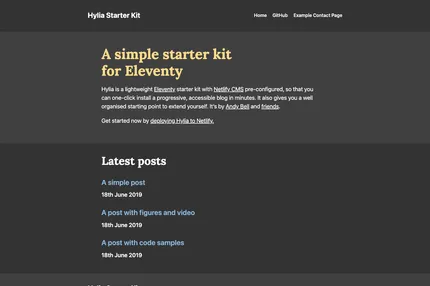 Hylia Starter Kit
Home GitHub Example Contact Page
A simple starter kit
for Eleventy
Hylia is a lightweight Eleventy starter kit with Netlify CMS pre-configured, so that you
can one-click install a progressive, accessible blog in minutes. It also gives you a well
organised starting point to extend yourself. It's by Andy Bell and friends.
Get started now by deploying Hylia to Netlify.
Latest posts
A simple post
18th June 2019
A post with figures and video
18th June 2019
A post with code samples
18th June 2019